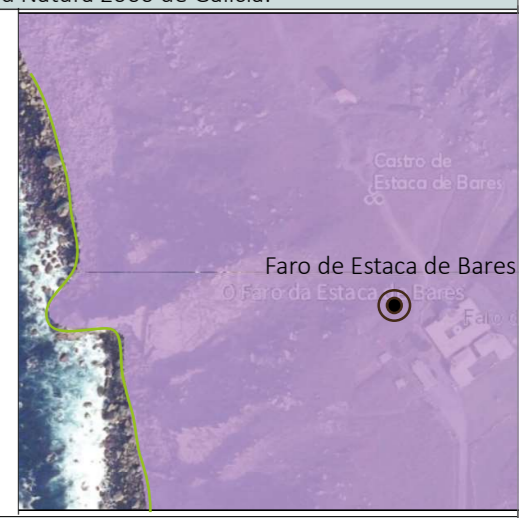 a Natura 2000 de Galicia.
Castro de
Estaca de Bares
Faro de Estaca de Bares
O Faro da Estaca de Bares